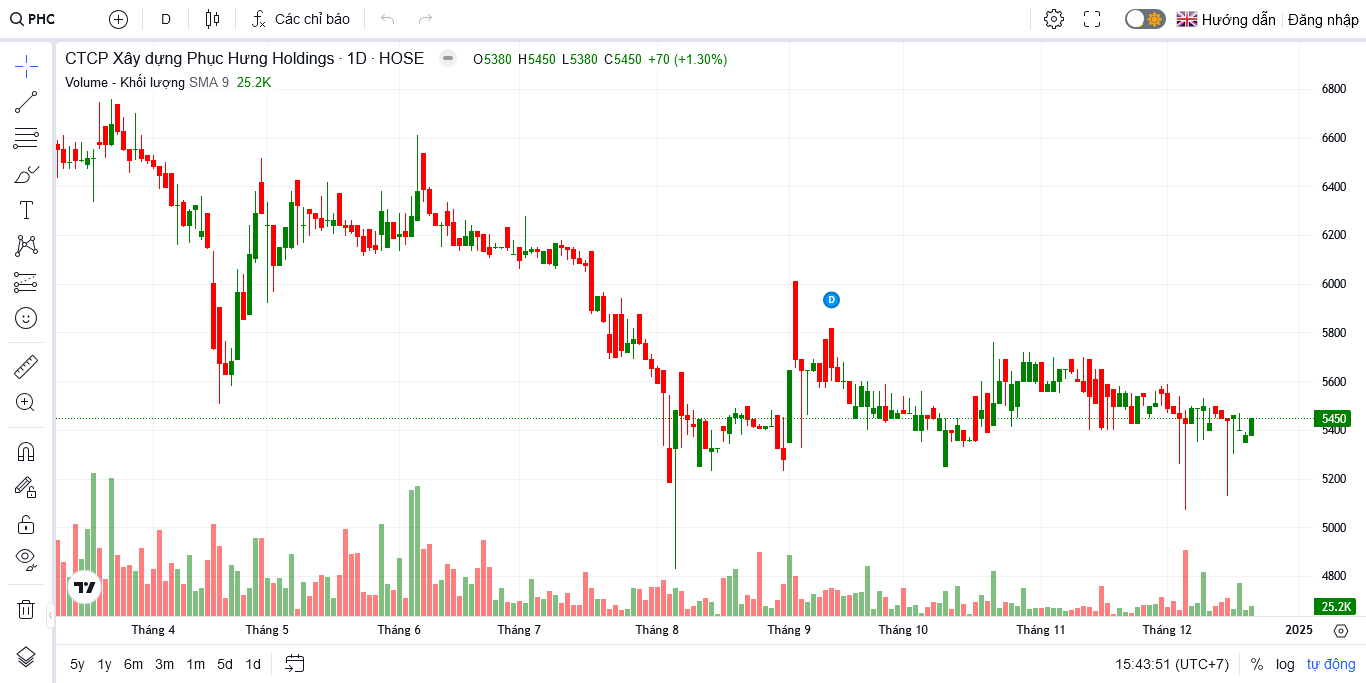 PHC D Các chỉ báo Hướng dẫn Đăng nhập
CTCP Xây dựng Phục Hưng Holdings · 1D · HOSE O5380 H5450 L5380 C5450 +70 (+1.30%)
Volume - Khối lượng SMA 9 25.2K
6800
6600
6400
6200
6000
D
5800
5600
5450
5400
5200
5000
4800
25.2K
Tháng 4 Tháng 5 Tháng 6 Tháng 7 Tháng 8 Tháng 9 Tháng 10 Tháng 11 Tháng 12 2025
5y 1y 6m 3m 1m 5d 1d 15:43:51 (UTC+7) % log tự động